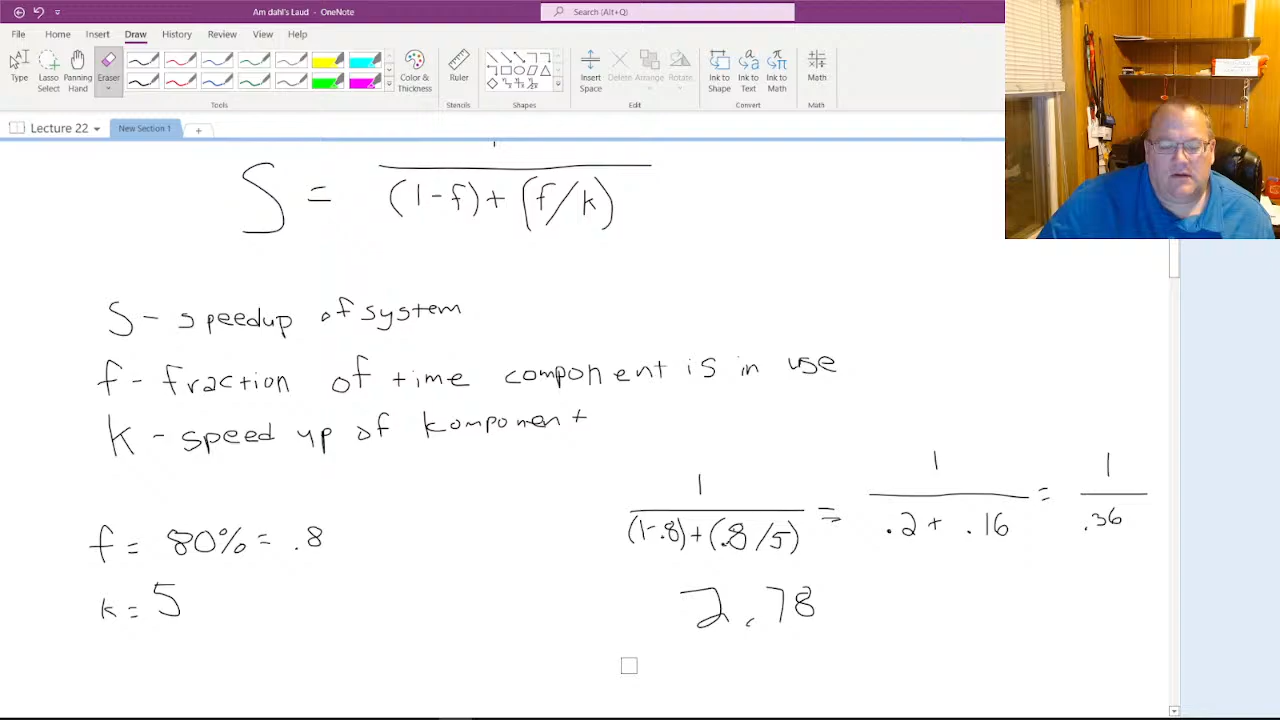 Am dahl's Laud - OneNote
Search (Alt+Q)
File Home Insert Draw History Review View Help
Type Lasso Select Panning Hand Eraser Thickness Ruler Shapes Insert Space Delete Arrange Rotate Ink to Shape Ink to Text Ink to Math Math
Tools Stencils Shapes Edit Convert Math
Lecture 22 New Section 1 +
S = (1-f)+(f/k)
S - speedup of system
f - fraction of time component is in use
k - speed up of komponent
1 / (1-.8)+(.8/5) = 1 / .2 + .16 = 1 / .36
f = 80% = .8
k = 5
2.78